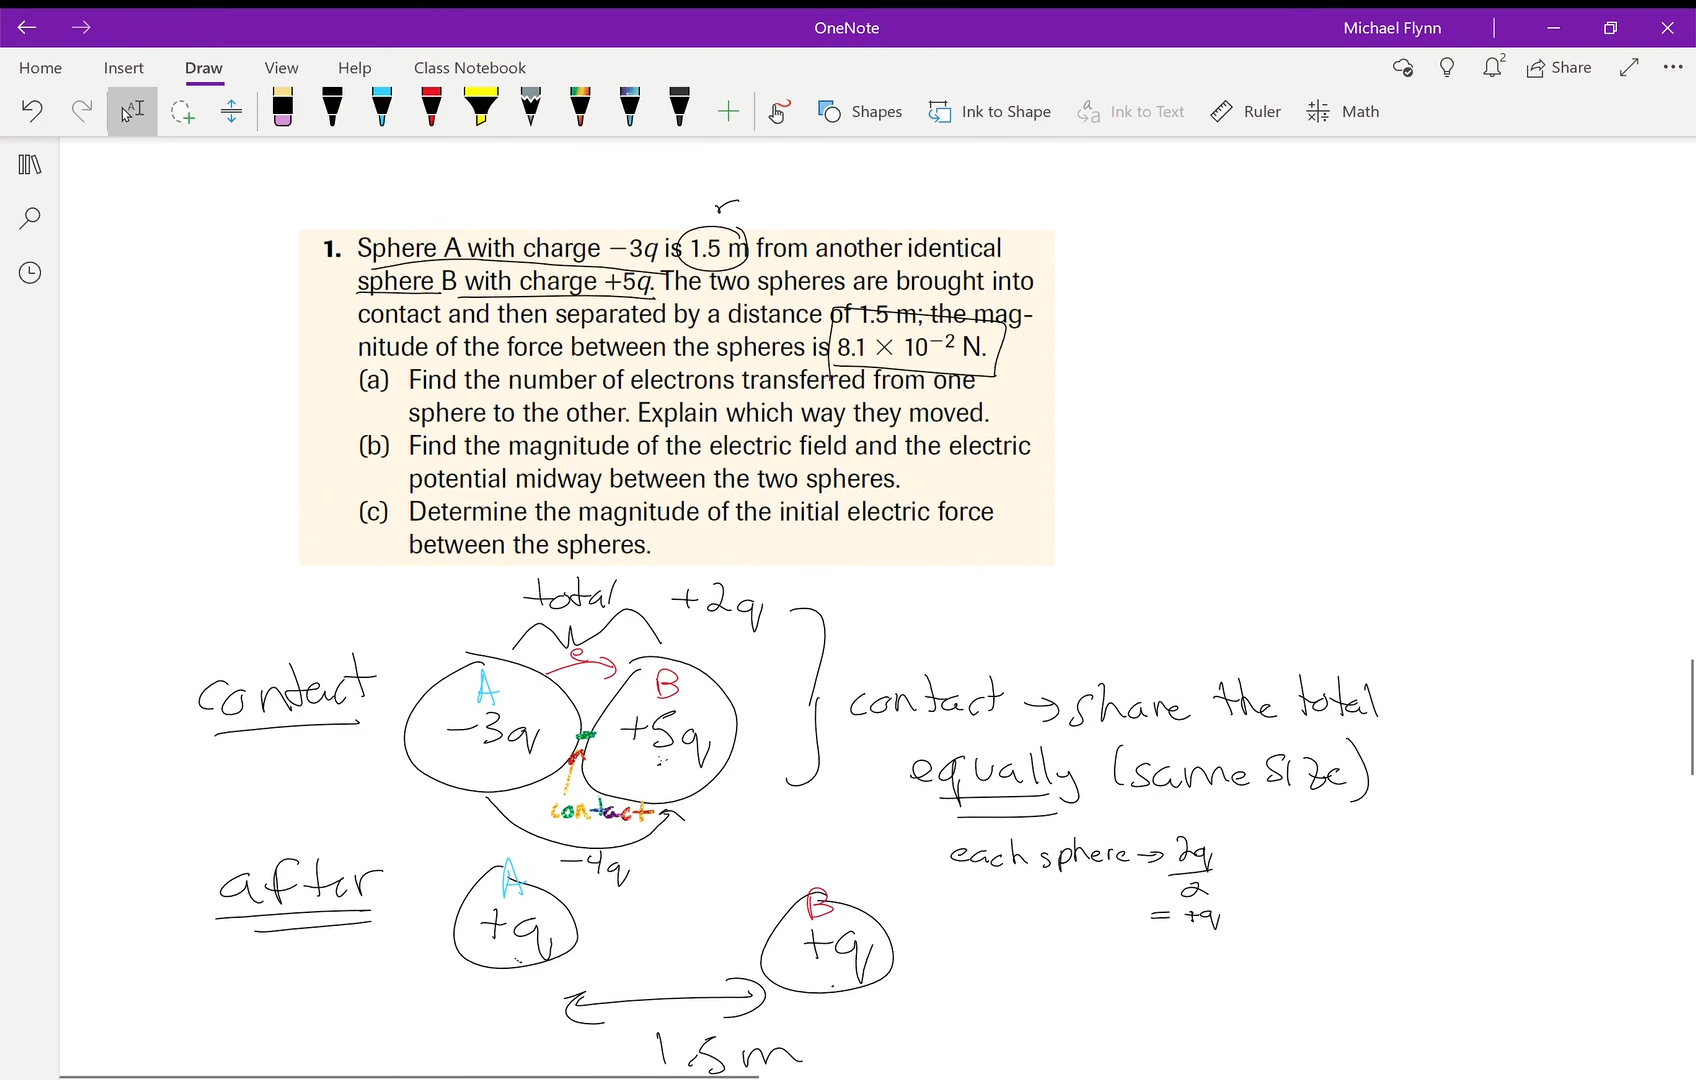 OneNote
Michael Flynn
Home Insert Draw View Help Class Notebook
2
Share
Shapes Ink to Shape Ink to Text Ruler Math
r
1. Sphere A with charge −3q is 1.5 m from another identical
sphere B with charge +5q. The two spheres are brought into
contact and then separated by a distance of 1.5 m; the mag-
nitude of the force between the spheres is 8.1 × 10⁻² N.
(a) Find the number of electrons transferred from one
sphere to the other. Explain which way they moved.
(b) Find the magnitude of the electric field and the electric
potential midway between the two spheres.
(c) Determine the magnitude of the initial electric force
between the spheres.
total +2q
e
contact A B
−3q +5q
contact → share the total
equally (same size)
contact
−4q
each sphere → 2q
2
= +q
after A B
+q +q
1.5 m